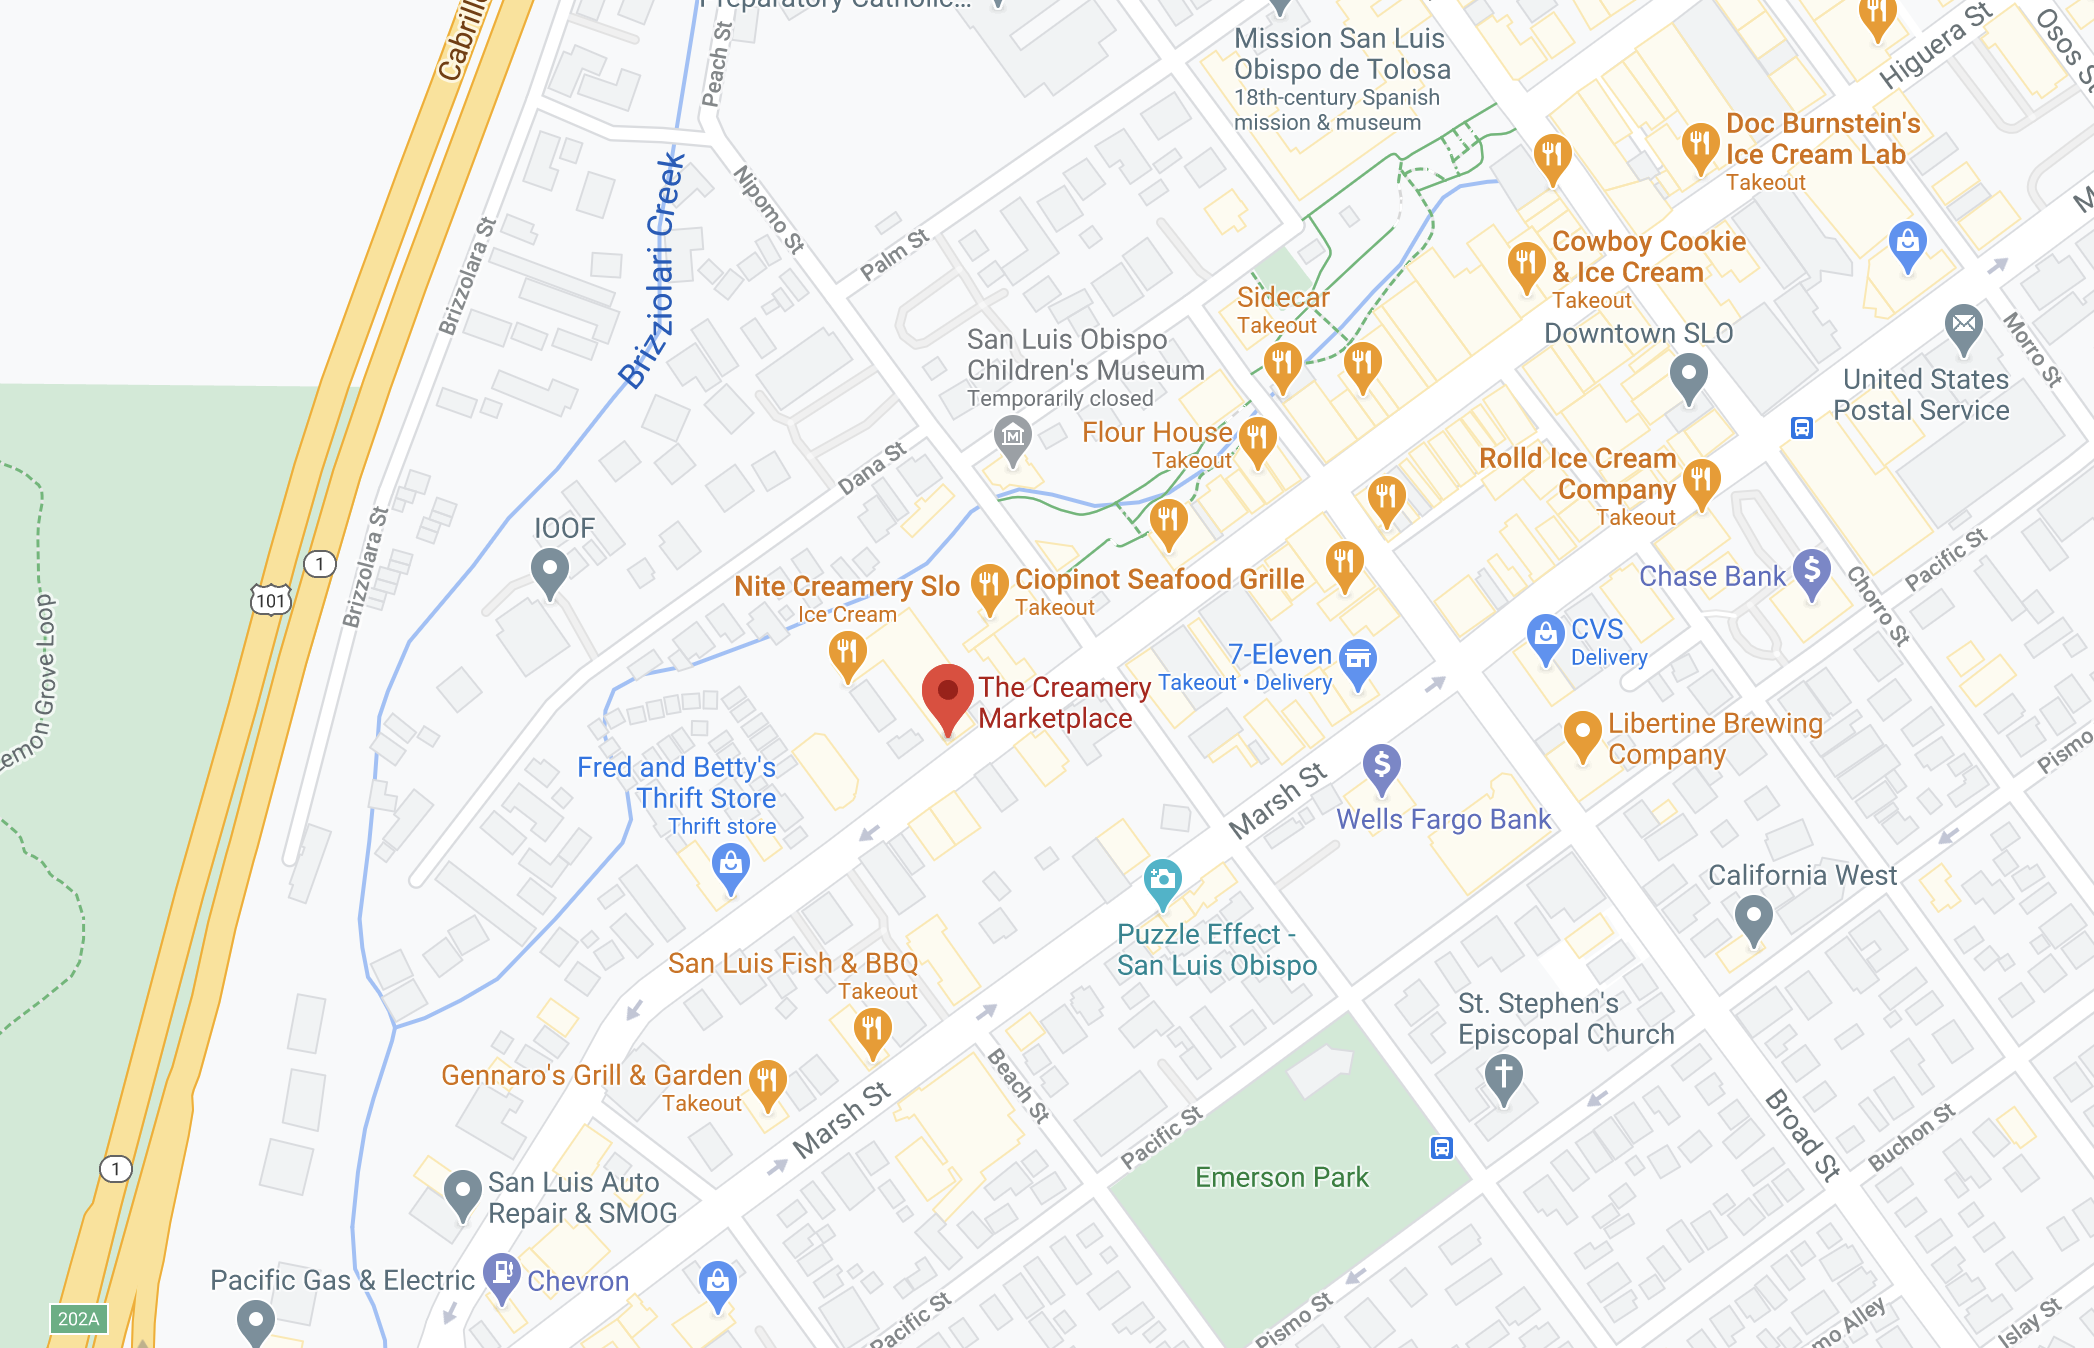 Cabrillo
Preparatory Catholic...
Peach St
Mission San Luis
Obispo de Tolosa
18th-century Spanish
mission & museum
Higuera St
Osos St
Doc Burnstein's
Ice Cream Lab
Takeout
Brizzolara St
Brizziolari Creek
Nipomo St
Palm St
Cowboy Cookie
& Ice Cream
Takeout
Sidecar
Takeout
Downtown SLO
San Luis Obispo
Children's Museum
Temporarily closed
Morro St
United States
Postal Service
Flour House
Takeout
Dana St
Rolld Ice Cream
Company
Takeout
IOOF
Brizzolara St
1
101
Nite Creamery Slo
Ice Cream
Ciopinot Seafood Grille
Takeout
Chase Bank
Chorro St
Pacific St
Lemon Grove Loop
7-Eleven
Takeout • Delivery
CVS
Delivery
The Creamery
Marketplace
Libertine Brewing
Company
Pismo
Fred and Betty's
Thrift Store
Thrift store
Marsh St
Wells Fargo Bank
California West
Puzzle Effect -
San Luis Obispo
San Luis Fish & BBQ
Takeout
St. Stephen's
Episcopal Church
Gennaro's Grill & Garden
Takeout
Marsh St
Beach St
Pacific St
Broad St
Buchon St
1
Emerson Park
San Luis Auto
Repair & SMOG
Pacific Gas & Electric
Chevron
202A
Pacific St
Pismo St
mo Alley
Islay St